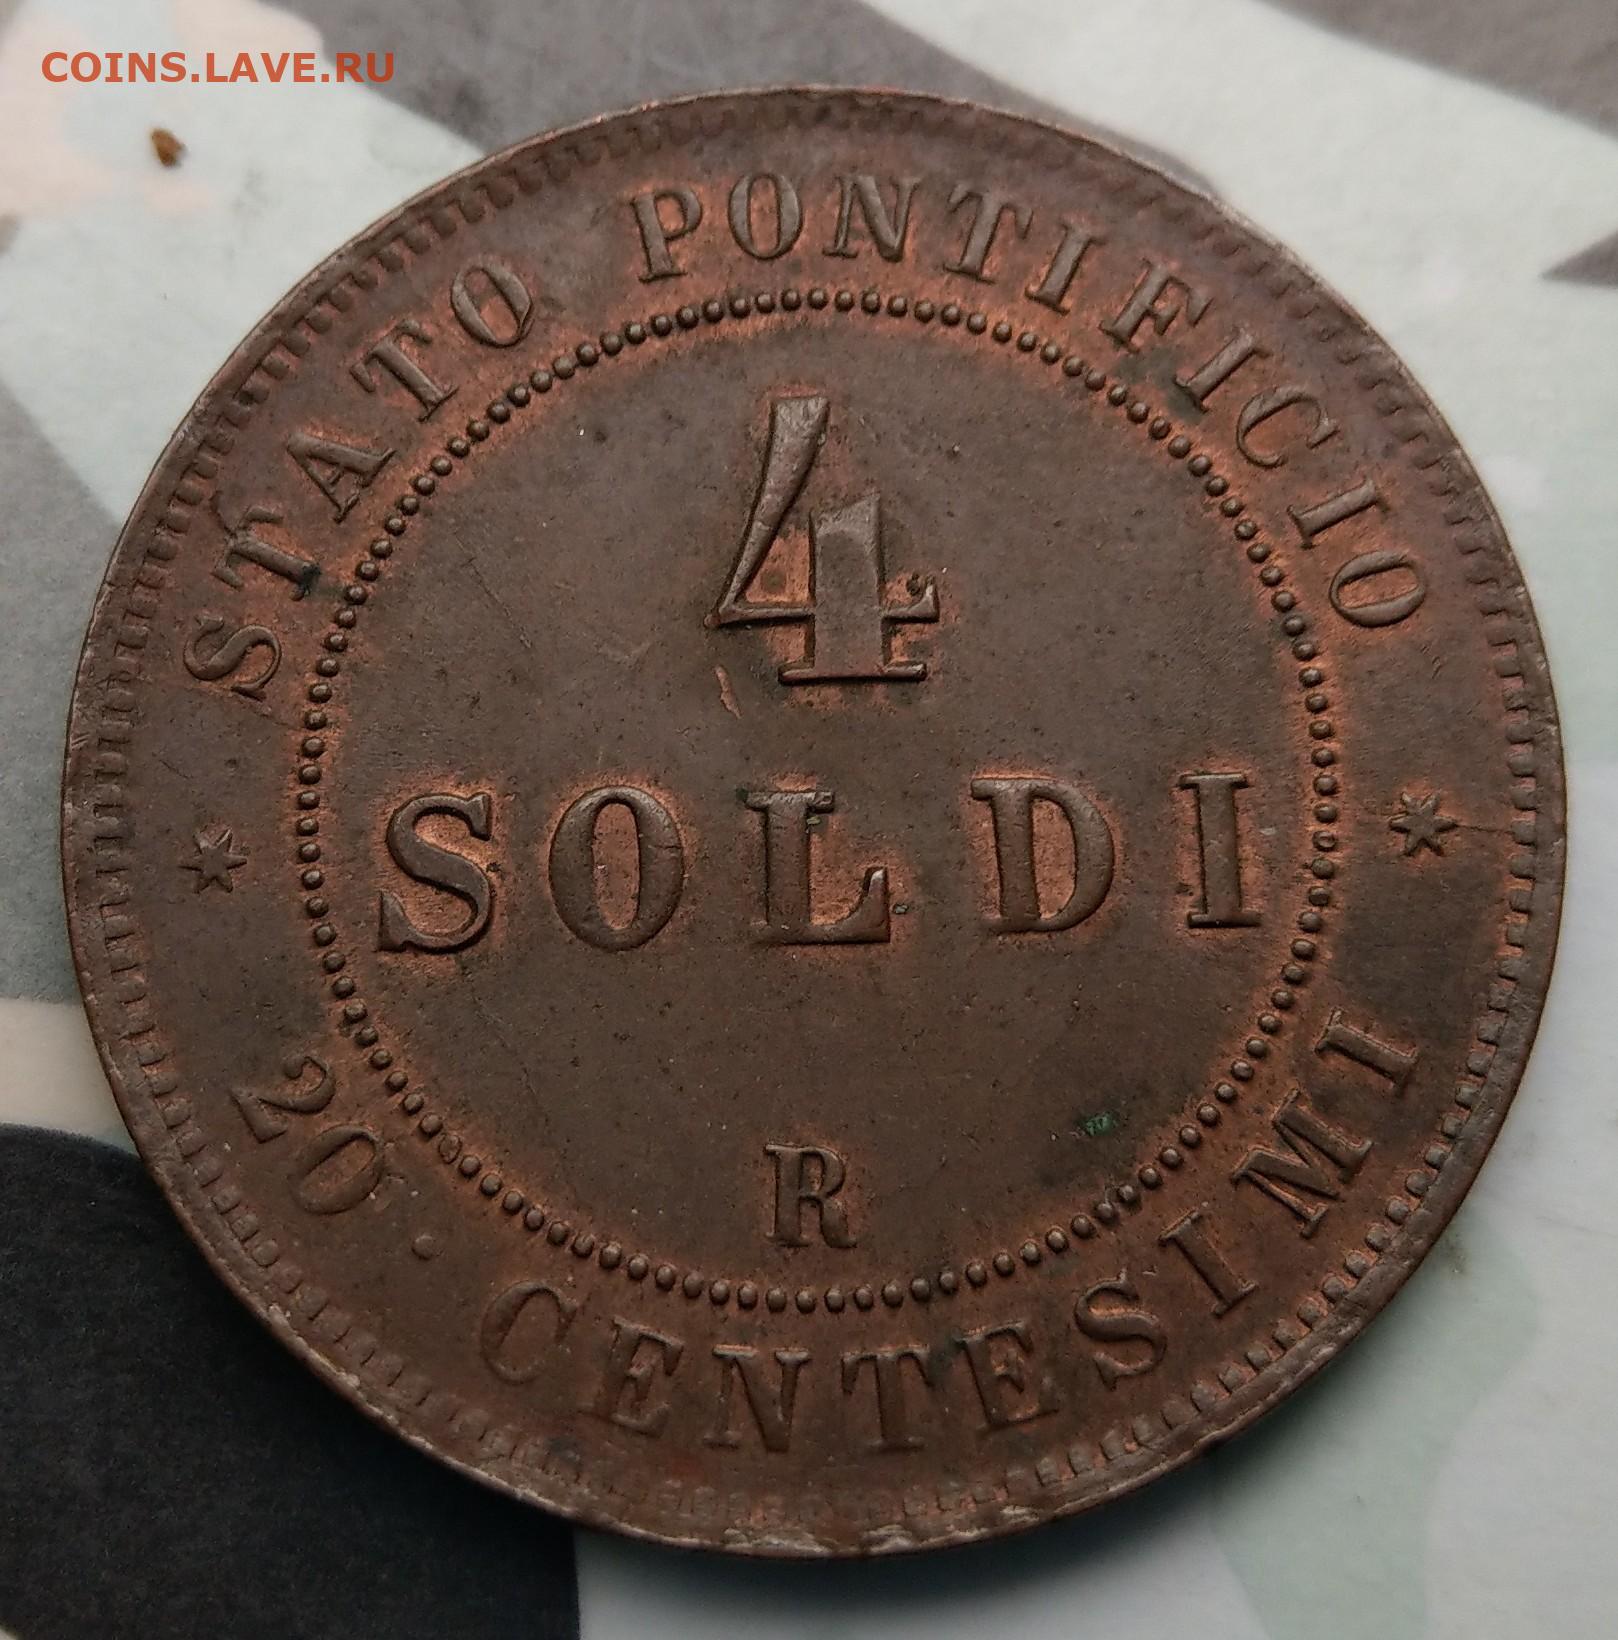 COINS.LAVE.RU
STATO PONTIFICIO
4
SOLDI
R
* 20 . CENTESIMI *